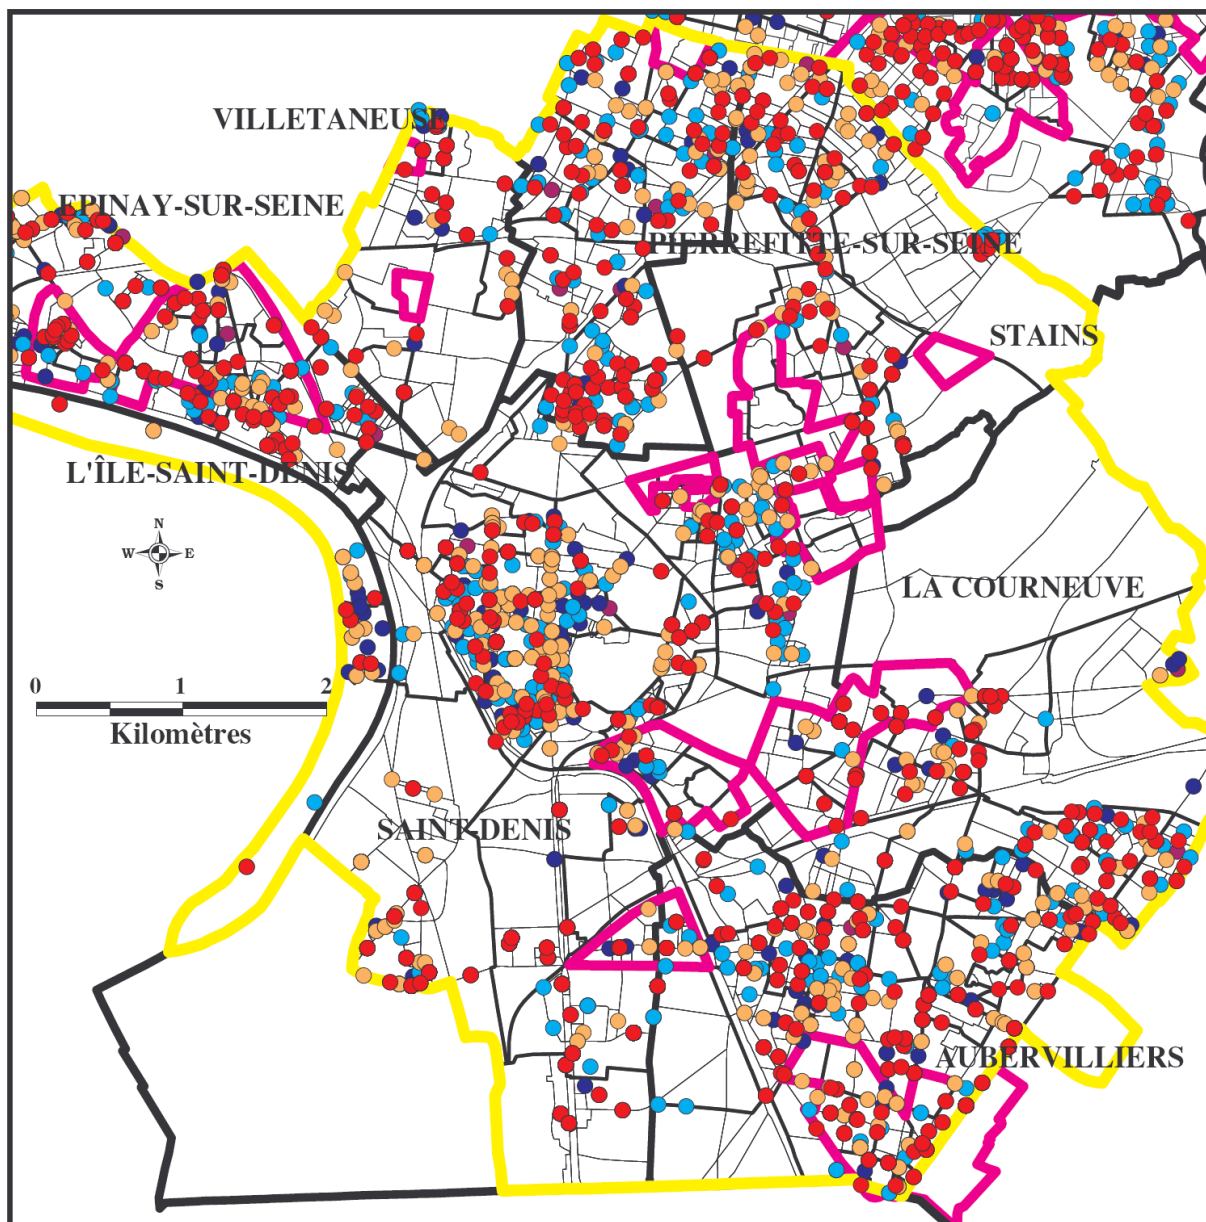 VILLETANEUSE
EPINAY-SUR-SEINE
PIERREFITTE-SUR-SEINE
STAINS
L'ÎLE-SAINT-DENIS
N
W E
S
LA COURNEUVE
0 1 2
Kilomètres
SAINT-DENIS
AUBERVILLIERS